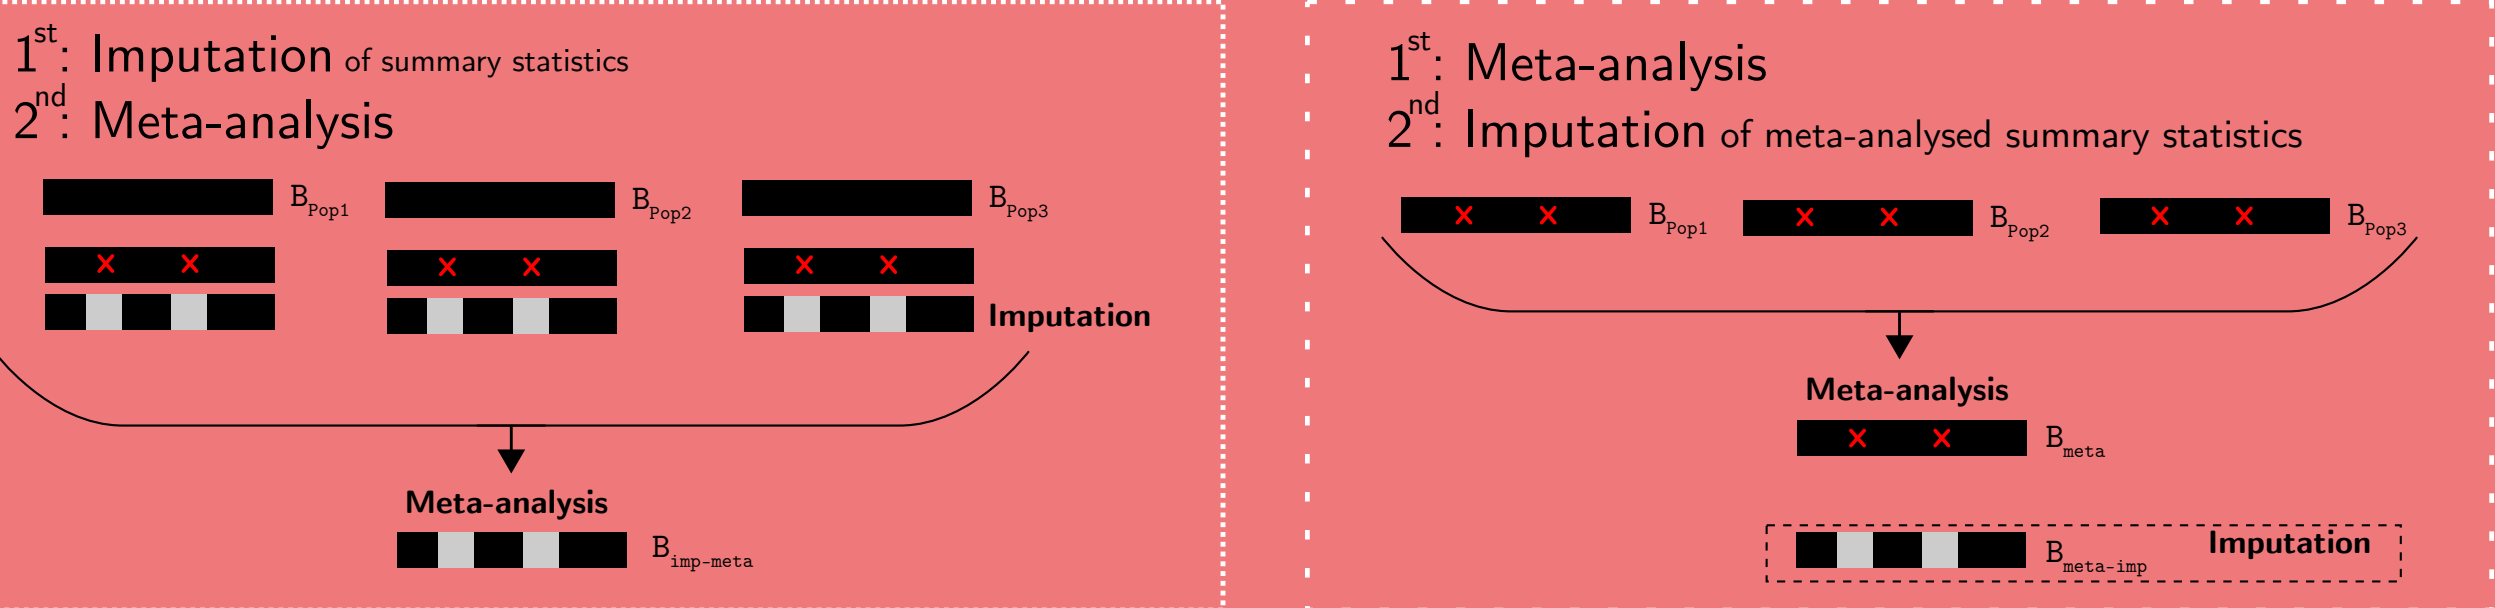 1st: Imputation of summary statistics
2nd: Meta-analysis
BPop1
BPop2
BPop3
Imputation
Meta-analysis
Bimp-meta
1st: Meta-analysis
2nd: Imputation of meta-analysed summary statistics
BPop1
BPop2
BPop3
Meta-analysis
Bmeta
Imputation
Bmeta-imp